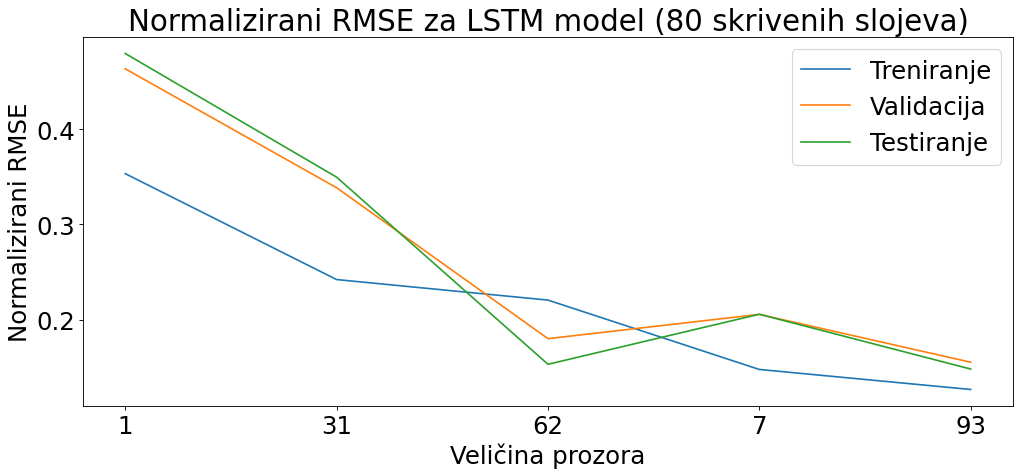 Normalizirani RMSE za LSTM model (80 skrivenih slojeva)
Treniranje
Validacija
Testiranje
Normalizirani RMSE
0.4
0.3
0.2
1 31 62 7 93
Veličina prozora